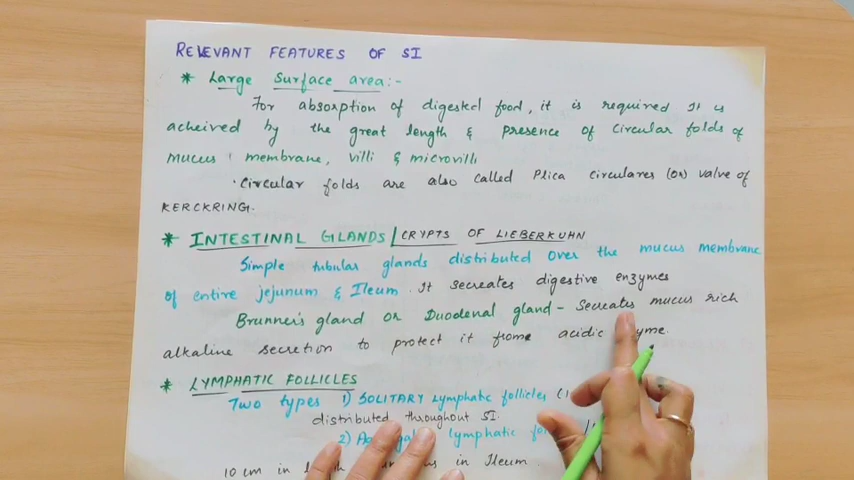 RELEVANT FEATURES OF SI
* Large Surface area:-
For absorption of digested food, it is required It is
acheived by the great length & presence of Circular folds of
mucus membrane, villi & microvilli
Circular folds are also called Plica circulares (or) valve of
KERCKRING.
* INTESTINAL GLANDS/CRYPTS OF LIEBERKUHN
Simple tubular glands distributed over the mucus membrane
of entire jejunum & Ileum. It secreates digestive enzymes
Brunner's gland or Duodenal gland - Secreates mucus rich
alkaline secretion to protect it frome acidic yme.
* LYMPHATIC FOLLICLES
Two types 1) SOLITARY lymphatic follicles (1
distributed throughout SI.
2) lymphatic
10 cm in in Ileum